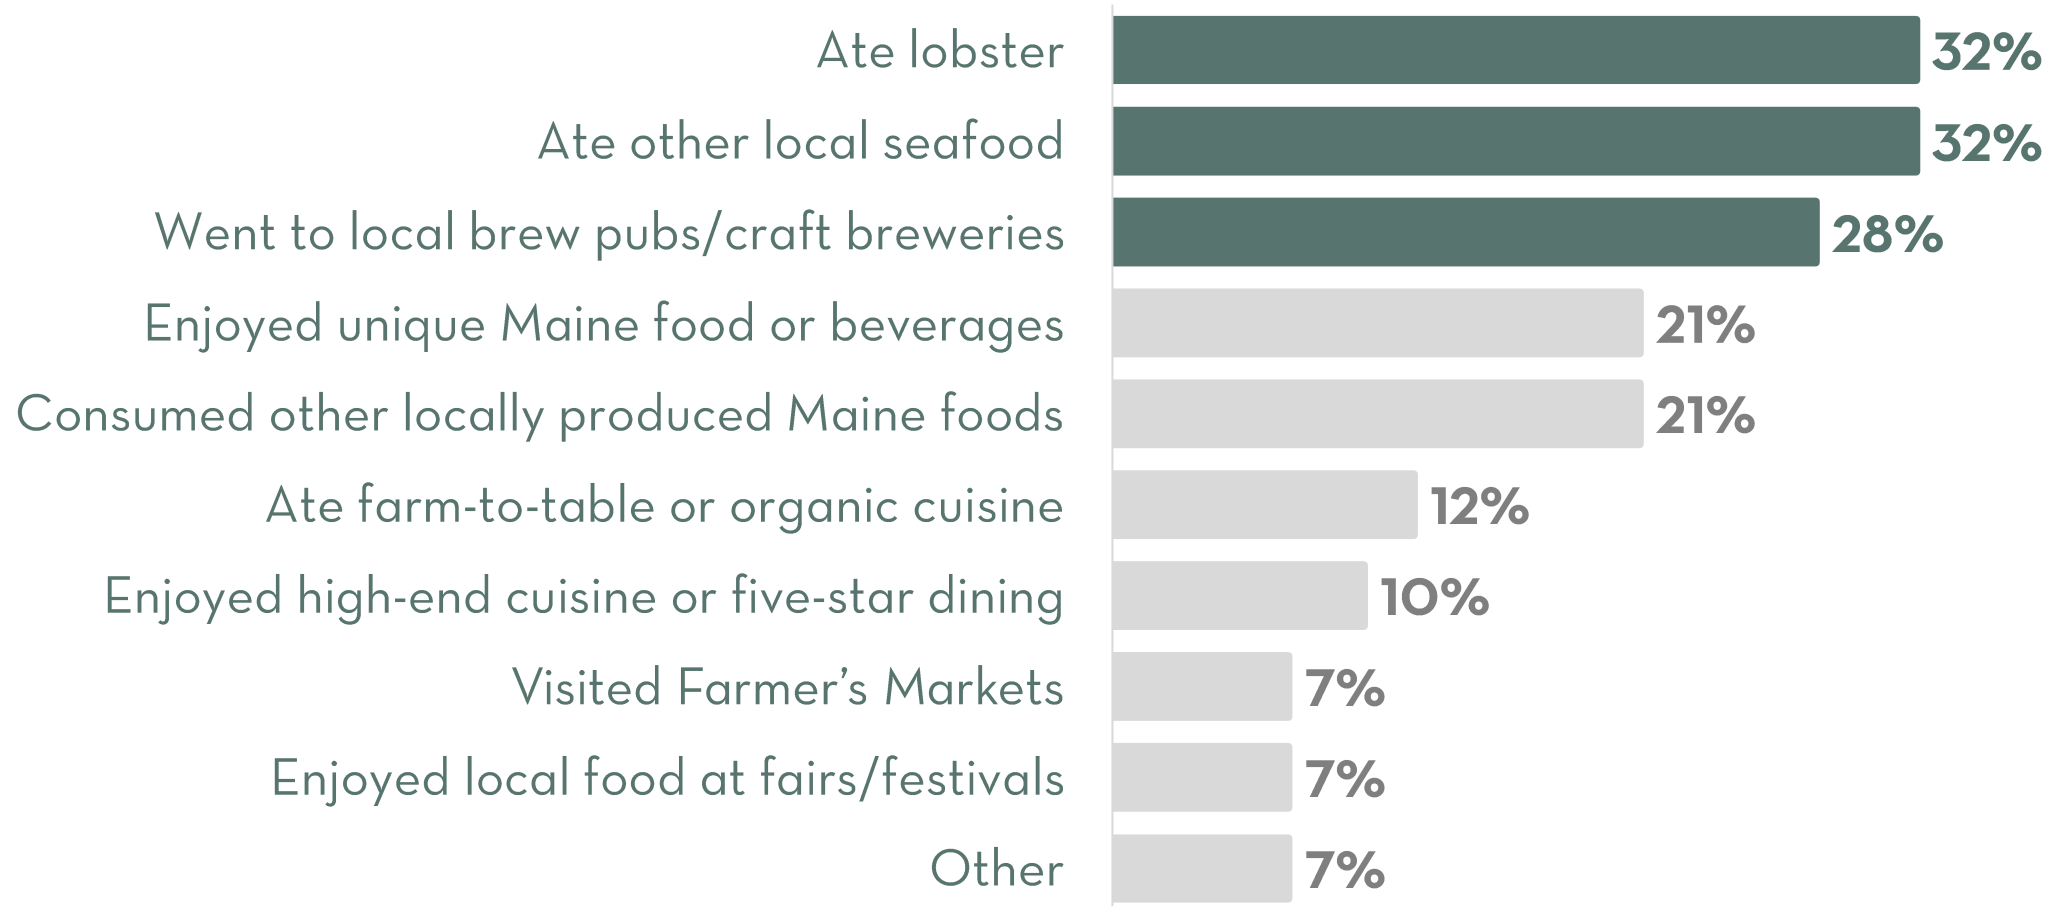 Ate lobster 32%
Ate other local seafood 32%
Went to local brew pubs/craft breweries 28%
Enjoyed unique Maine food or beverages 21%
Consumed other locally produced Maine foods 21%
Ate farm-to-table or organic cuisine 12%
Enjoyed high-end cuisine or five-star dining 10%
Visited Farmer’s Markets 7%
Enjoyed local food at fairs/festivals 7%
Other 7%